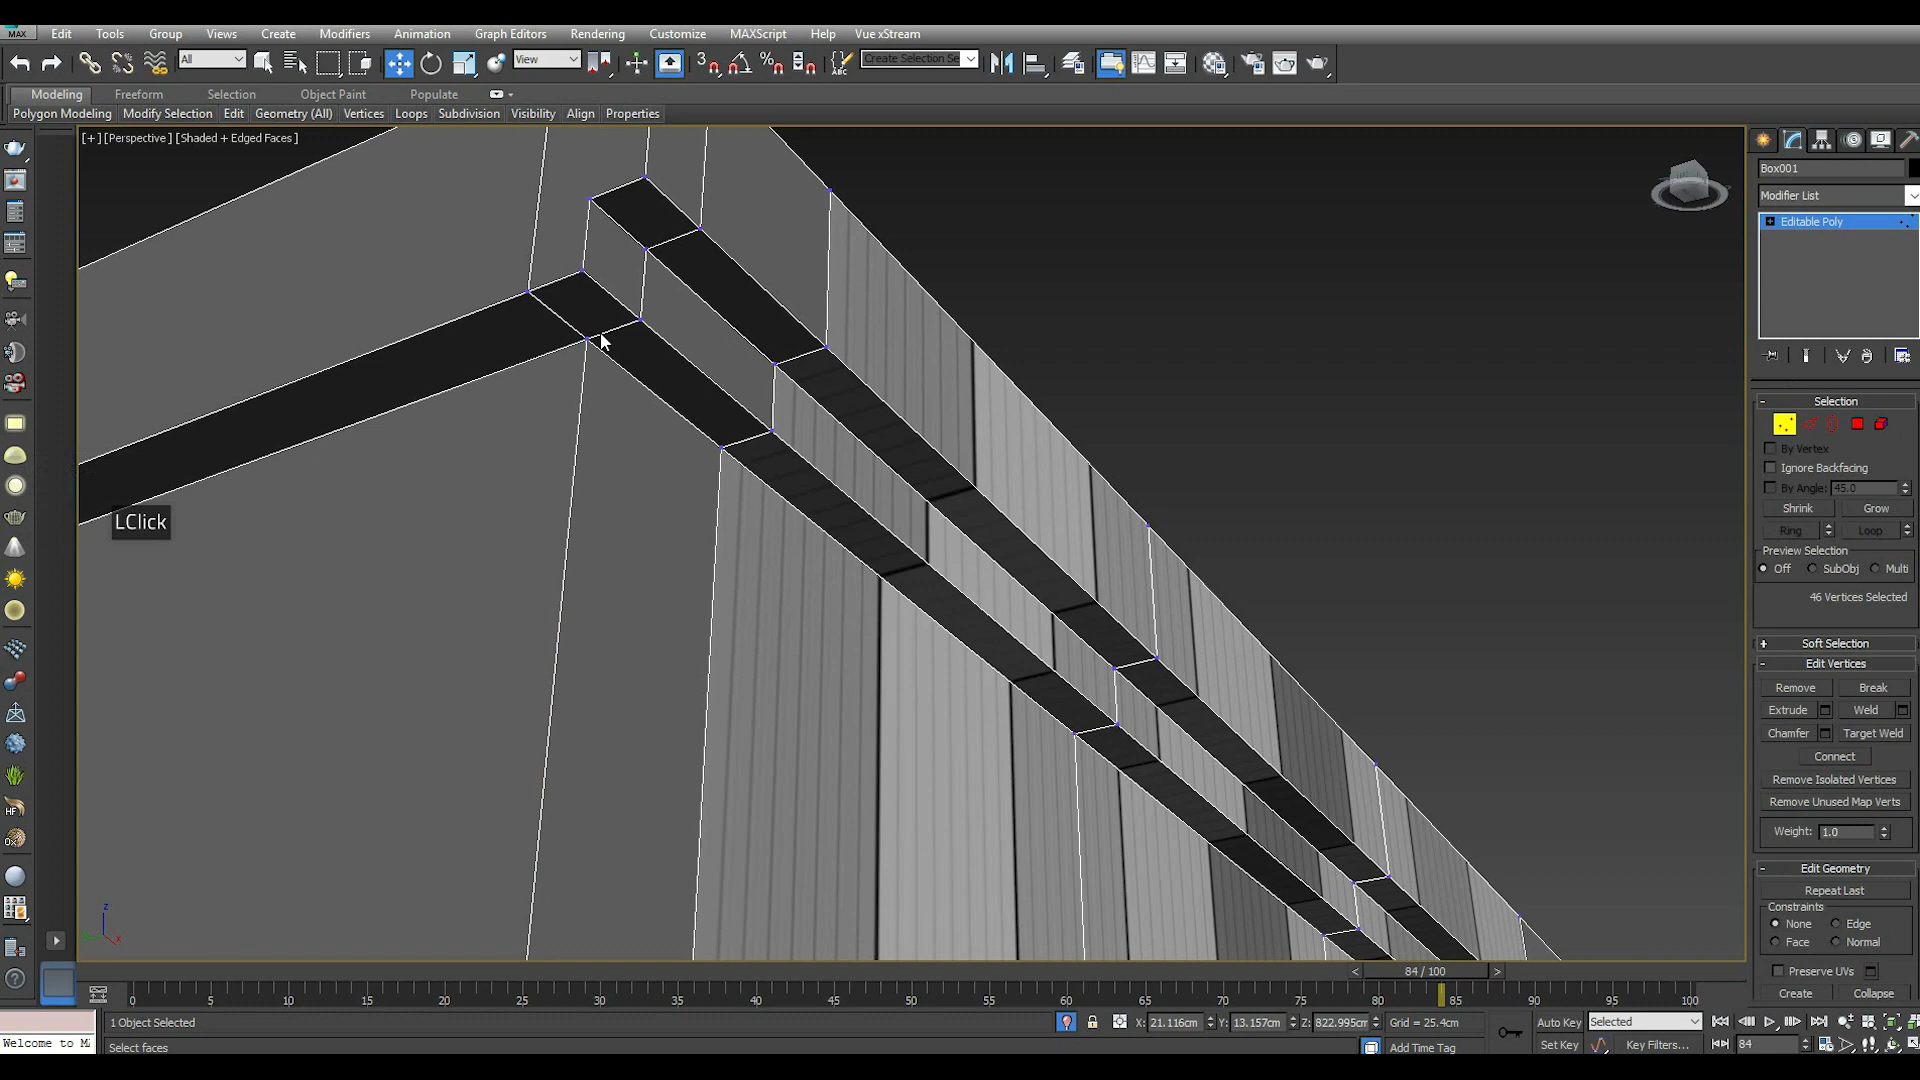 MAX Edit Tools Group Views Create Modifiers Animation Graph Editors Rendering Customize MAXScript Help Vue xStream
All View Create Selection Se
Modeling Freeform Selection Object Paint Populate
Polygon Modeling Modify Selection Edit Geometry (All) Vertices Loops Subdivision Visibility Align Properties
[+] [Perspective] [Shaded + Edged Faces]
Box001
Modifier List
Editable Poly
Selection
By Vertex
Ignore Backfacing
By Angle: 45.0
Shrink Grow
Ring Loop
Preview Selection
Off SubObj Multi
46 Vertices Selected
Soft Selection
Edit Vertices
Remove Break
Extrude Weld
Chamfer Target Weld
Connect
Remove Isolated Vertices
Remove Unused Map Verts
Weight: 1.0
Edit Geometry
Repeat Last
Constraints
None Edge
Face Normal
Preserve UVs
Create Collapse
LClick
z
x
< 84 / 100 >
0 5 10 15 20 25 30 35 40 45 50 55 60 65 70 75 80 85 90 95 100
1 Object Selected X: 21.116cm Y: 13.157cm Z: 822.995cm Grid = 25.4cm Auto Key Selected
Welcome to MA
Select faces Add Time Tag Set Key Key Filters... 84